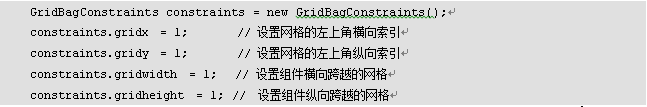 GridBagConstraints constraints = new GridBagConstraints();
constraints.gridx = 1; // 设置网格的左上角横向索引
constraints.gridy = 1; // 设置网格的左上角纵向索引
constraints.gridwidth = 1; // 设置组件横向跨越的网格
constraints.gridheight = 1; // 设置组件纵向跨越的网格